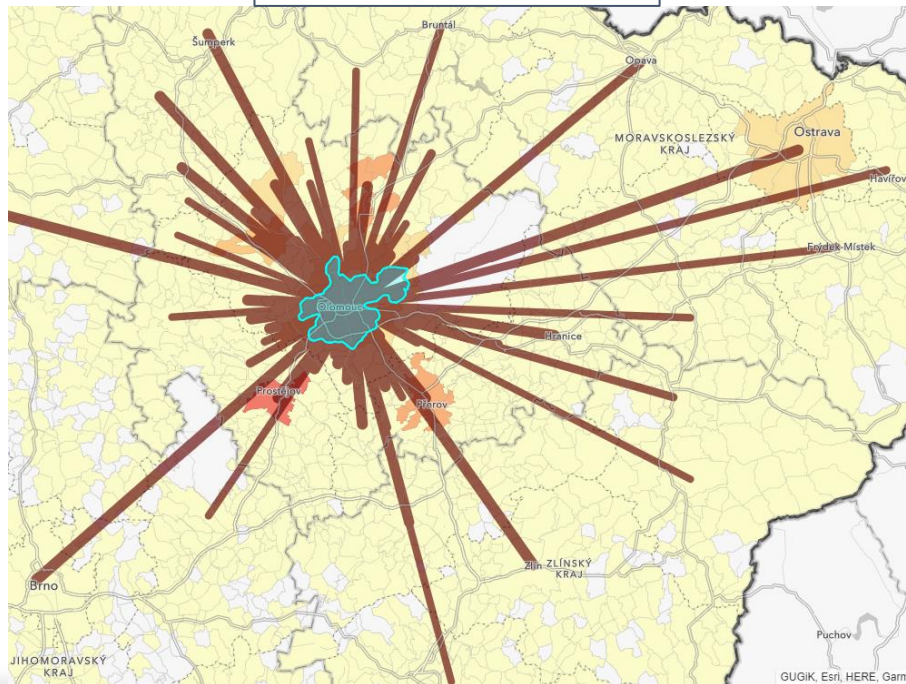 Šumperk
Bruntál
Opava
MORAVSKOSLEZSKÝ
KRAJ
Ostrava
Havířov
Frýdek-Místek
Olomouc
Hranice
Prostějov
Přerov
Zlín
ZLÍNSKÝ
KRAJ
Brno
JIHOMORAVSKÝ
KRAJ
Puchov
GUGiK, Esri, HERE, Garm